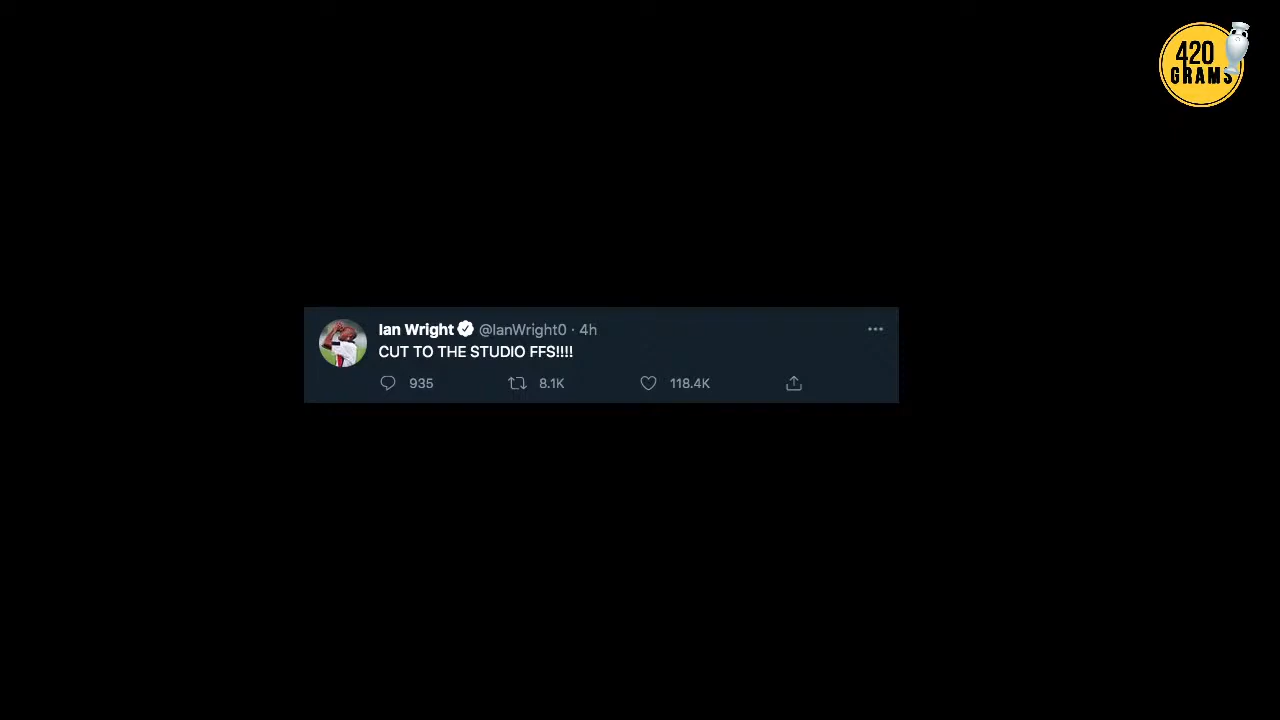 420
GRAMS
Ian Wright @IanWright0 · 4h
CUT TO THE STUDIO FFS!!!!
935 8.1K 118.4K